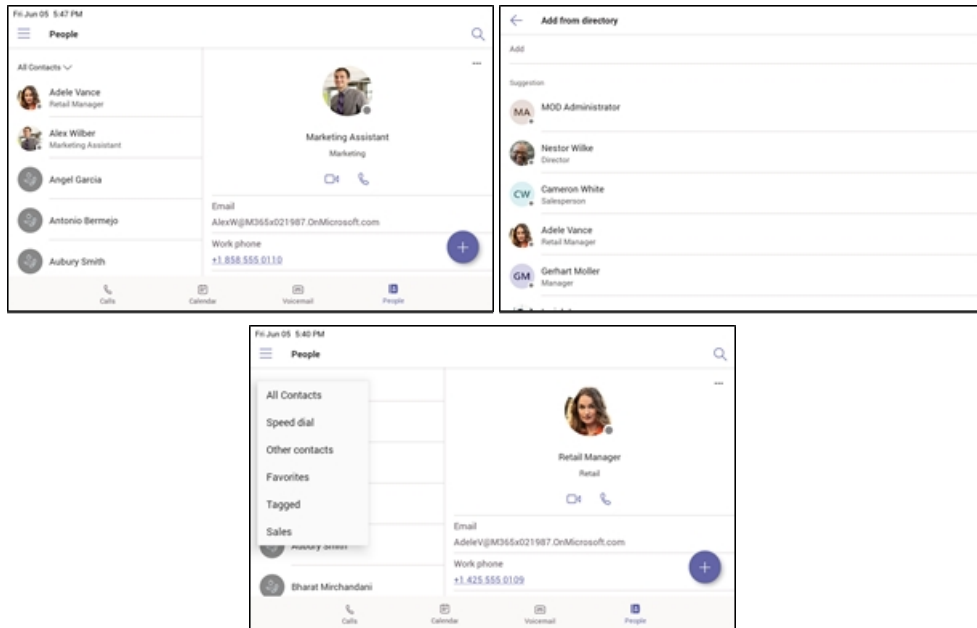 Fri Jun 05 5:47 PM
People
All Contacts
Adele Vance
Retail Manager
Alex Wilber
Marketing Assistant
Angel Garcia
Antonio Bermejo
Aubury Smith
Marketing Assistant
Marketing
Email
AlexW@M365x021987.OnMicrosoft.com
Work phone
+1 858 555 0110
+
Calls
Calendar
Voicemail
People
Add from directory
Add
Suggestion
MA
MOD Administrator
Nestor Wilke
Director
CW
Cameron White
Salesperson
Adele Vance
Retail Manager
GM
Gerhart Moller
Manager
Fri Jun 05 5:40 PM
People
All Contacts
Speed dial
Other contacts
Favorites
Tagged
Sales
Aubury Smith
Bharat Mirchandani
Retail Manager
Retail
Email
AdeleV@M365x021987.OnMicrosoft.com
Work phone
+1 425 555 0109
+
Calls
Calendar
Voicemail
People